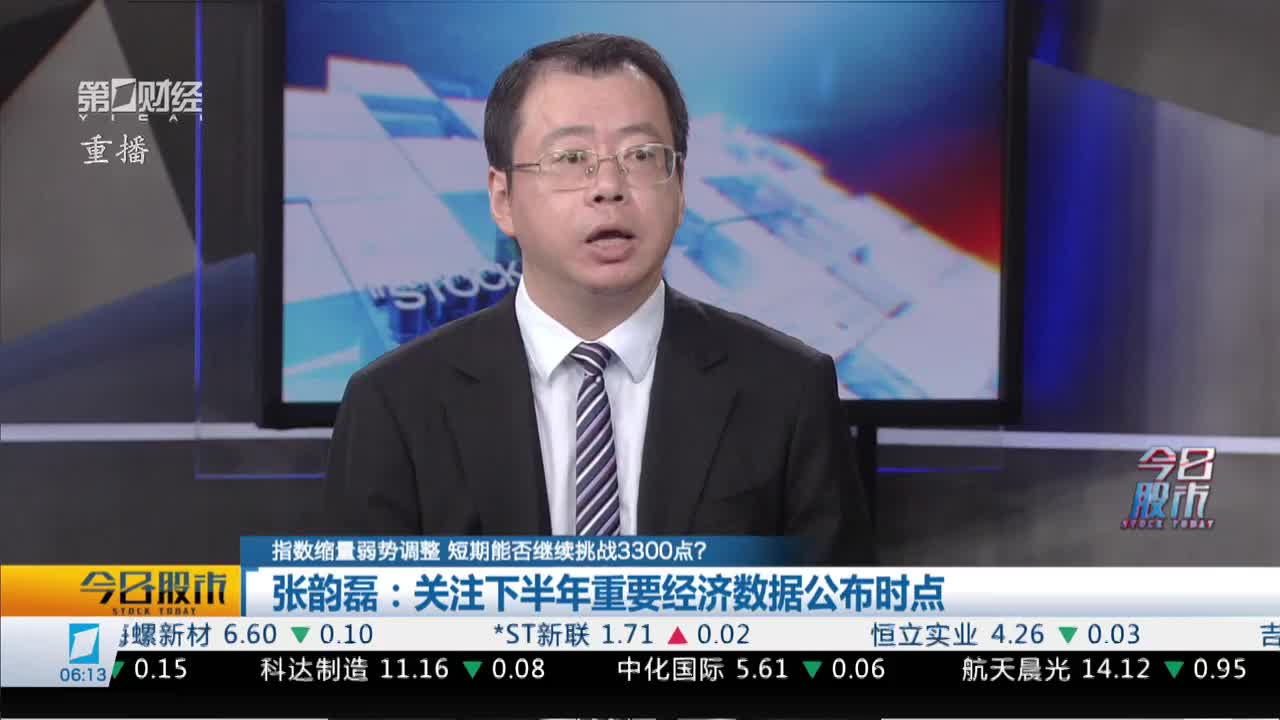 第一财经
YICAI
重播
STOCK
今日
股市
STOCK TODAY
指数缩量弱势调整 短期能否继续挑战3300点?
今日股市
STOCK TODAY
张韵磊：关注下半年重要经济数据公布时点
海螺新材 6.60 ▼ 0.10 *ST新联 1.71 ▲ 0.02 恒立实业 4.26 ▼ 0.03 吉
06:13
▼ 0.15 科达制造 11.16 ▼ 0.08 中化国际 5.61 ▼ 0.06 航天晨光 14.12 ▼ 0.95